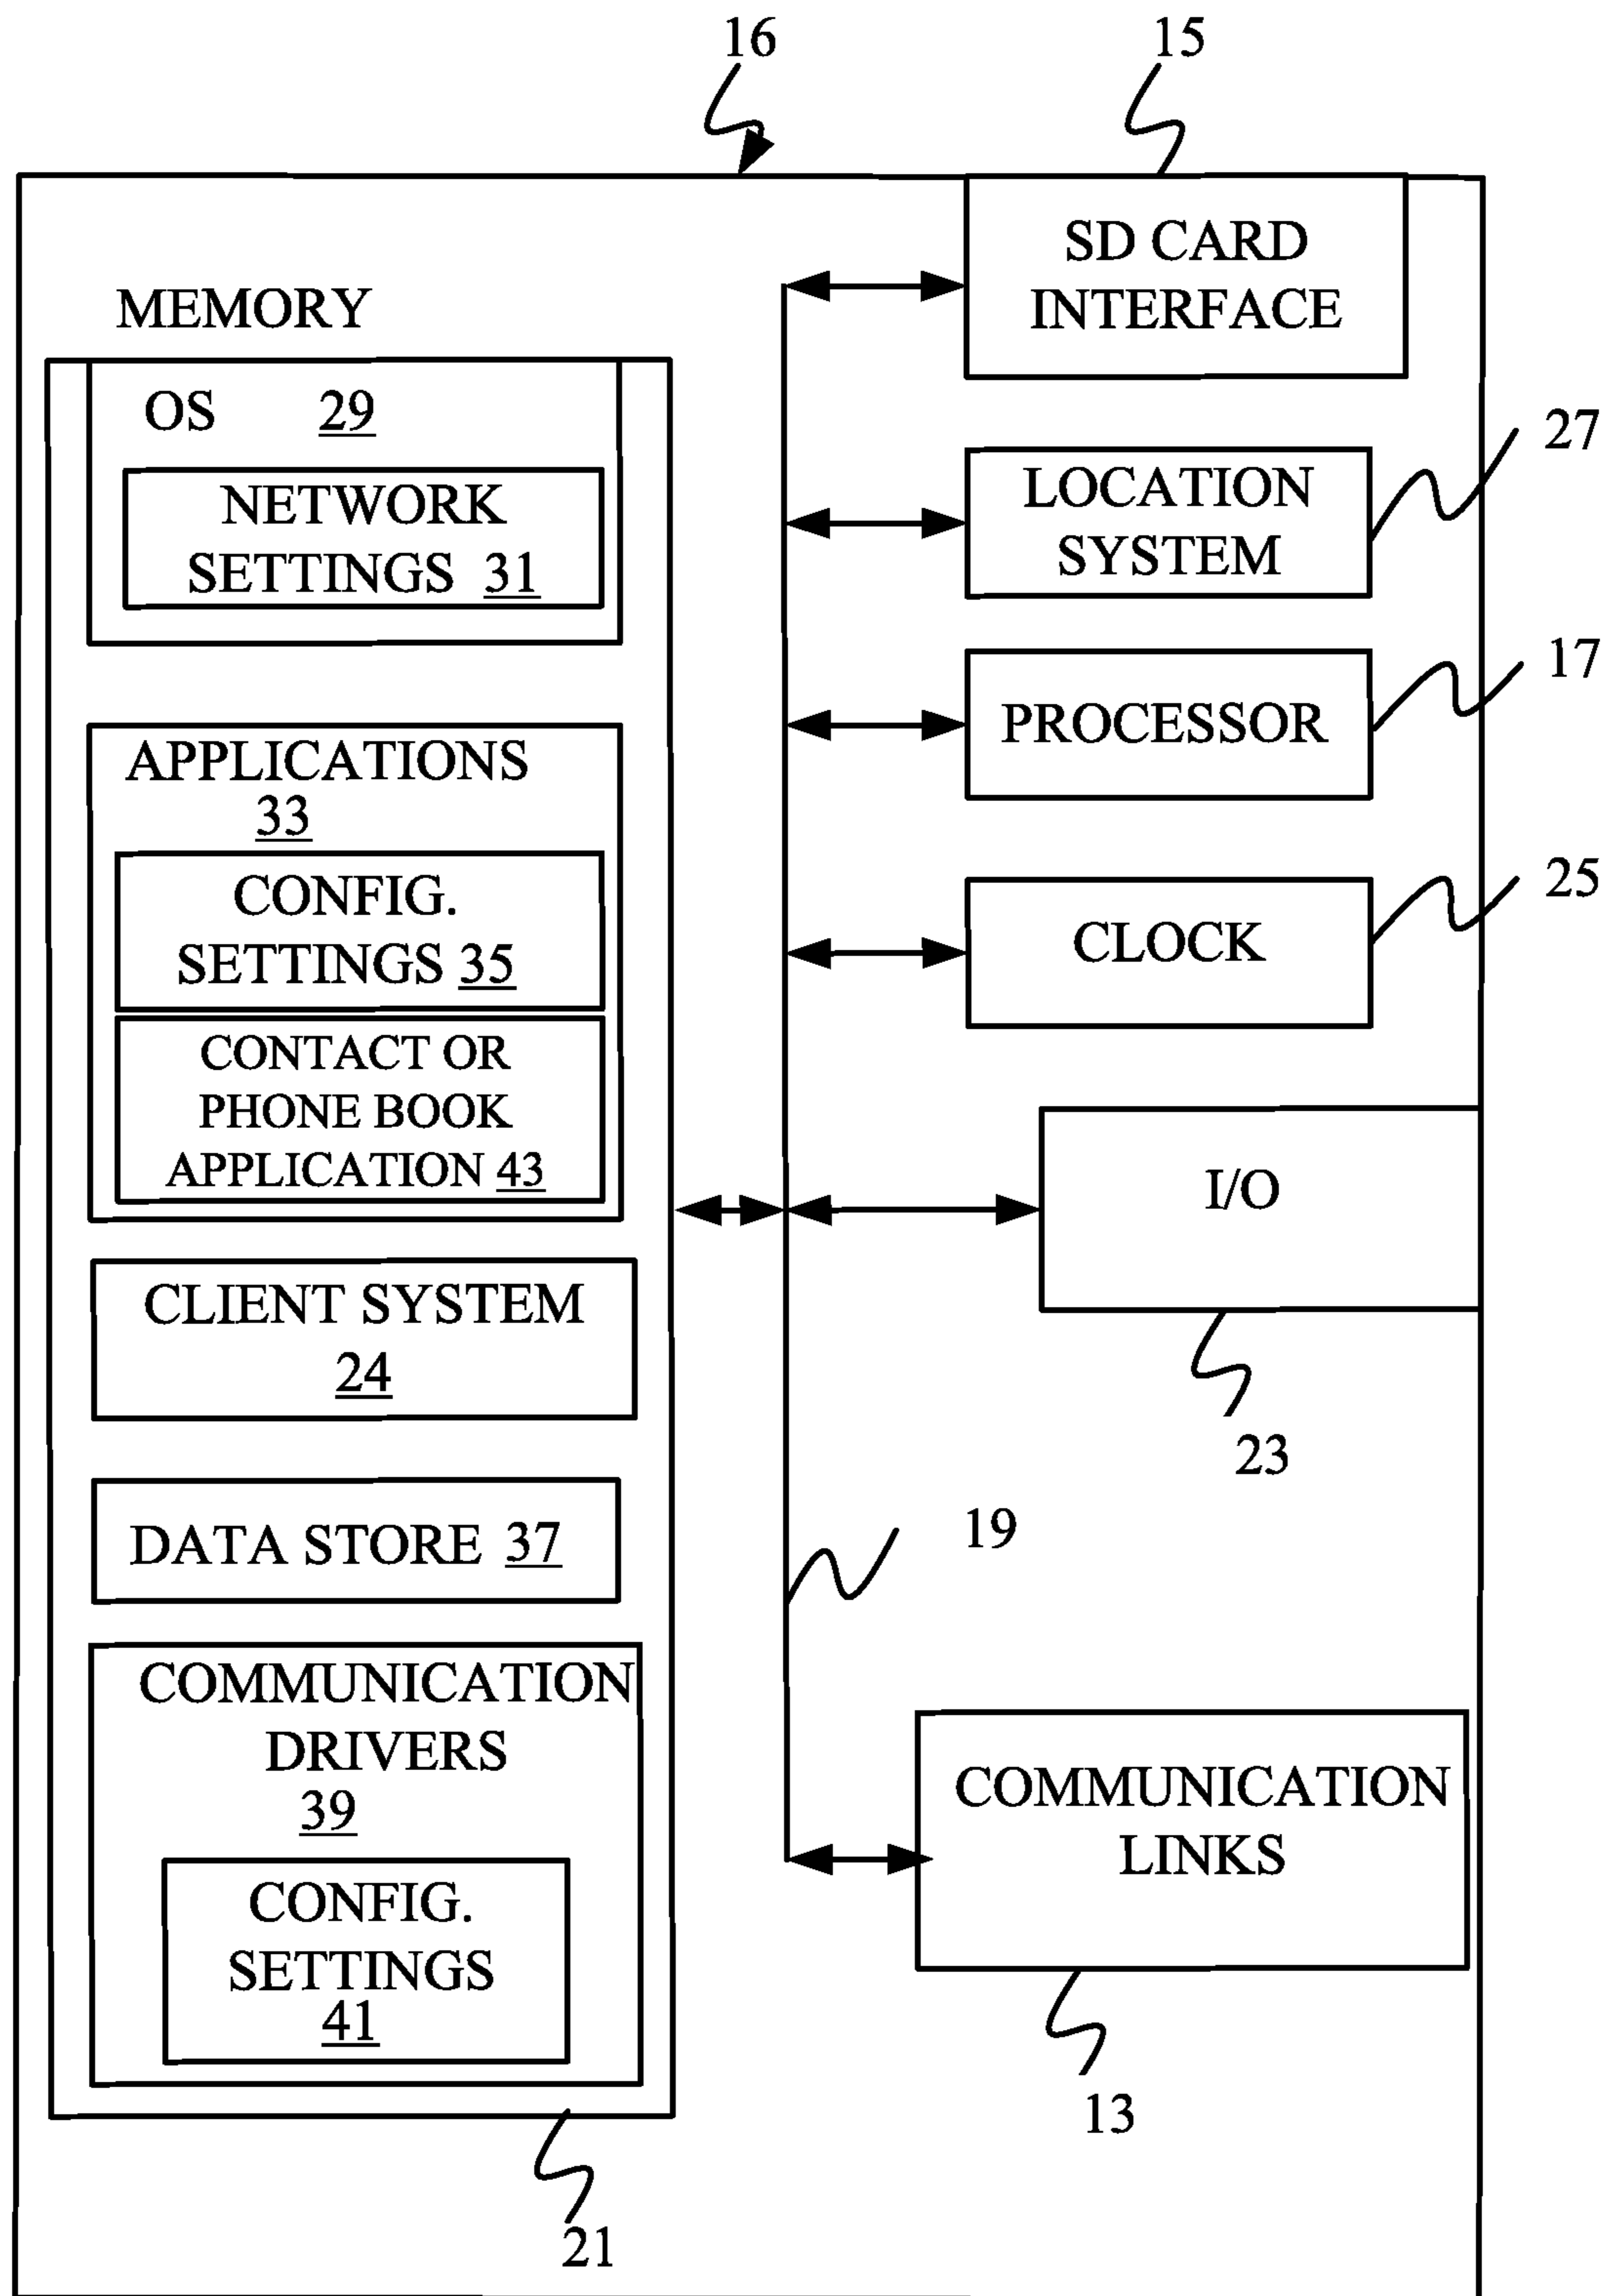 16
15
SD CARD
INTERFACE
MEMORY
OS 29
NETWORK
SETTINGS 31
27
LOCATION
SYSTEM
17
PROCESSOR
APPLICATIONS
33
CONFIG.
SETTINGS 35
25
CLOCK
CONTACT OR
PHONE BOOK
APPLICATION 43
I/O
23
CLIENT SYSTEM
24
19
DATA STORE 37
COMMUNICATION
DRIVERS
39
CONFIG.
SETTINGS
41
COMMUNICATION
LINKS
13
21